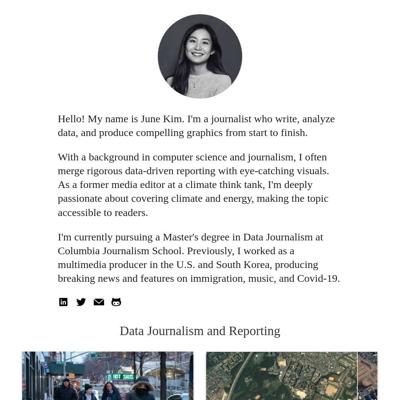 Hello! My name is June Kim. I'm a journalist who write, analyze
data, and produce compelling graphics from start to finish.
With a background in computer science and journalism, I often
merge rigorous data-driven reporting with eye-catching visuals.
As a former media editor at a climate think tank, I'm deeply
passionate about covering climate and energy, making the topic
accessible to readers.
I'm currently pursuing a Master's degree in Data Journalism at
Columbia Journalism School. Previously, I worked as a
multimedia producer in the U.S. and South Korea, producing
breaking news and features on immigration, music, and Covid-19.
Data Journalism and Reporting